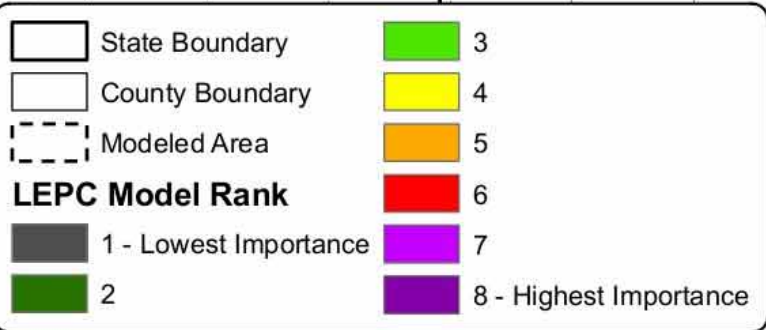 State Boundary
County Boundary
Modeled Area
LEPC Model Rank
1 - Lowest Importance
2
3
4
5
6
7
8 - Highest Importance